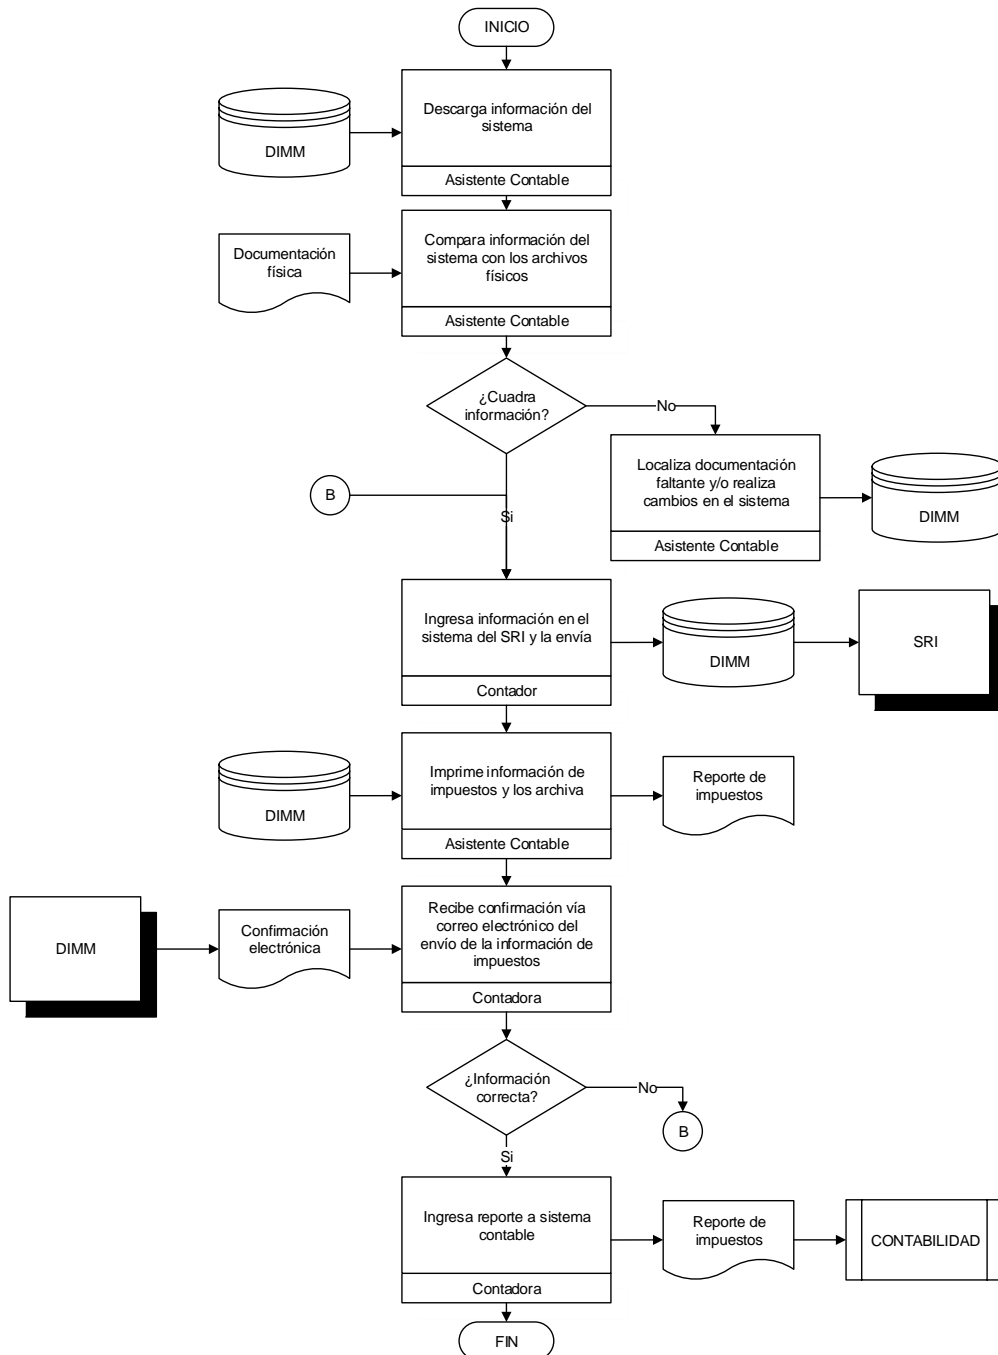 INICIO
Descarga información del
sistema
DIMM
Asistente Contable
Compara información del
sistema con los archivos
físicos
Documentación
física
Asistente Contable
¿Cuadra
información?
No
Localiza documentación
faltante y/o realiza
cambios en el sistema
DIMM
Asistente Contable
B
Si
Ingresa información en el
sistema del SRI y la envía
DIMM
SRI
Contador
Imprime información de
impuestos y los archiva
DIMM
Reporte de
impuestos
Asistente Contable
Recibe confirmación vía
correo electrónico del
envío de la información de
impuestos
DIMM
Confirmación
electrónica
Contadora
¿Información
correcta?
No
B
Si
Ingresa reporte a sistema
contable
Reporte de
impuestos
CONTABILIDAD
Contadora
FIN